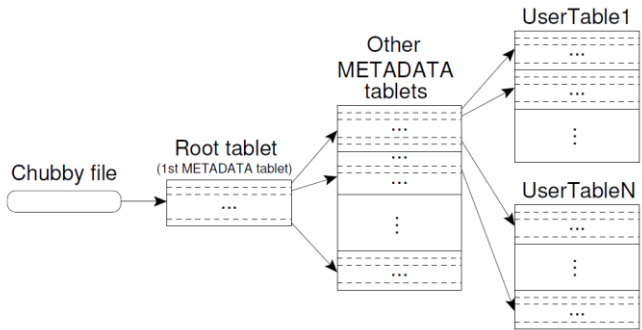 Chubby file
Root tablet
(1st METADATA tablet)
...
Other
METADATA
tablets
...
...
...
⋮
...
UserTable1
...
...
⋮
UserTableN
...
⋮
...